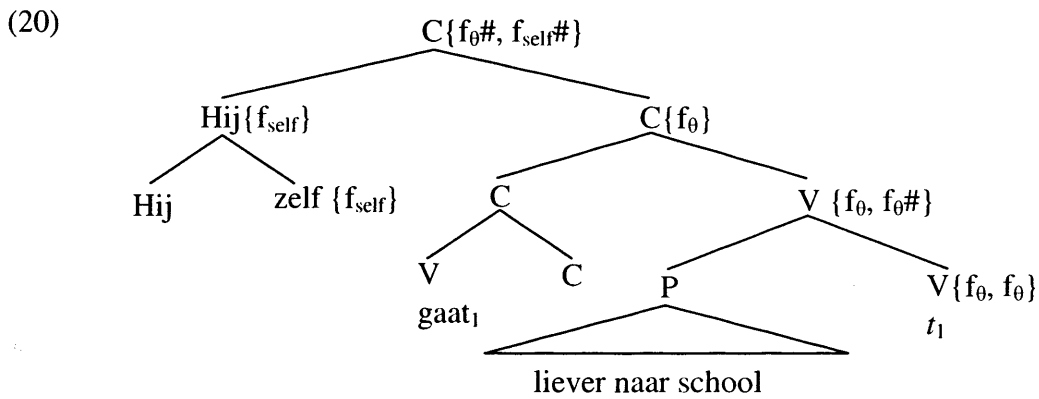 (20)
C{fθ#, fself#}
Hij{fself} C{fθ}
Hij zelf {fself} C V {fθ, fθ#}
V C P V{fθ, fθ}
gaat1 t1
liever naar school